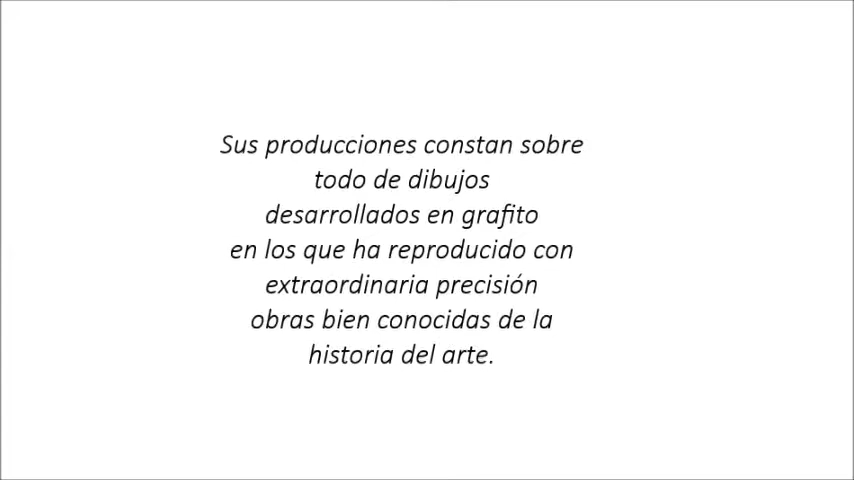 Sus producciones constan sobre
todo de dibujos
desarrollados en grafito
en los que ha reproducido con
extraordinaria precisión
obras bien conocidas de la
historia del arte.